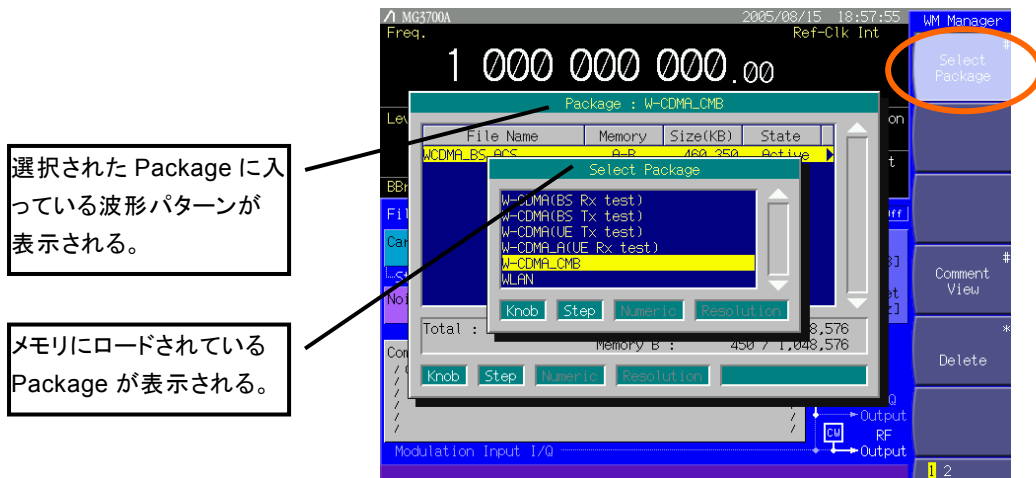 MG3700A 2005/08/15 18:57:55
Freq. Ref-Clk Int
1 000 000 000.00
WM Manager
#
Select
Package
Package : W-CDMA_CMB
File Name Memory Size(KB) State
on
WCDMA_BS_ACS 460,350 Active
選択された Package に入
っている波形パターンが
表示される。
Select Package
W-CDMA(BS Rx test)
W-CDMA(BS Tx test)
W-CDMA(UE Tx test)
W-CDMA_A(UE Rx test)
W-CDMA_CMB
WLAN
Knob Step Numeric Resolution
#
Comment
View
Total : 8,576
Memory B : 450 / 1,048,576
メモリにロードされている
Package が表示される。
*
Delete
Knob Step Numeric Resolution
Q
Output
CW RF
Output
Modulation Input I/Q
1 2